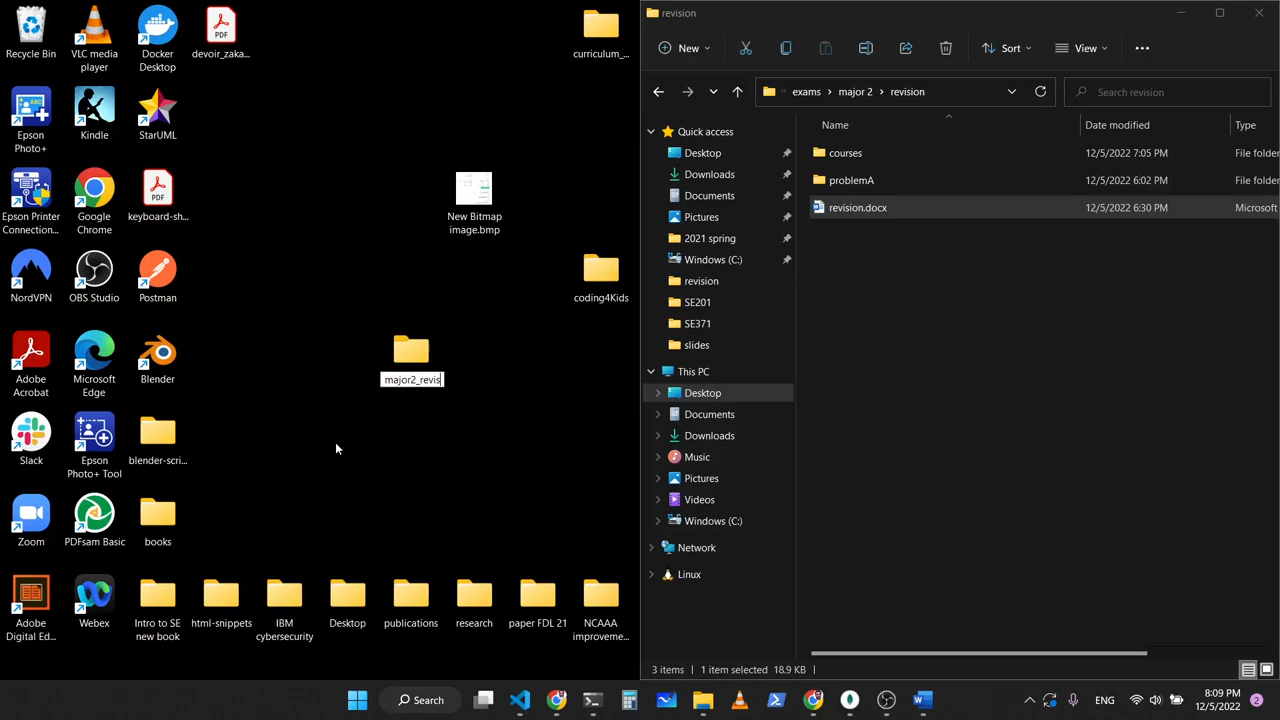 Recycle Bin
VLC media
player
Docker
Desktop
PDF
devoir_zaka...
curriculum_...
Epson
Photo+
Kindle
StarUML
Epson Printer
Connection...
Google
Chrome
PDF
keyboard-sh...
New Bitmap
image.bmp
NordVPN
OBS Studio
Postman
coding4Kids
Adobe
Acrobat
Microsoft
Edge
Blender
major2_revis
Slack
Epson
Photo+ Tool
blender-scri...
Zoom
PDFsam Basic
books
Adobe
Digital Ed...
Webex
Intro to SE
new book
html-snippets
IBM
cybersecurity
Desktop
publications
research
paper FDL 21
NCAAA
improveme...
revision
New
Sort
View
exams
major 2
revision
Search revision
Name
Date modified
Type
courses
12/5/2022 7:05 PM
File folder
problemA
12/5/2022 6:02 PM
File folder
revision.docx
12/5/2022 6:30 PM
Microsoft
Quick access
Desktop
Downloads
Documents
Pictures
2021 spring
Windows (C:)
revision
SE201
SE371
slides
This PC
Desktop
Documents
Downloads
Music
Pictures
Videos
Windows (C:)
Network
Linux
3 items
1 item selected 18.9 KB
Search
ENG
8:09 PM
12/5/2022
2